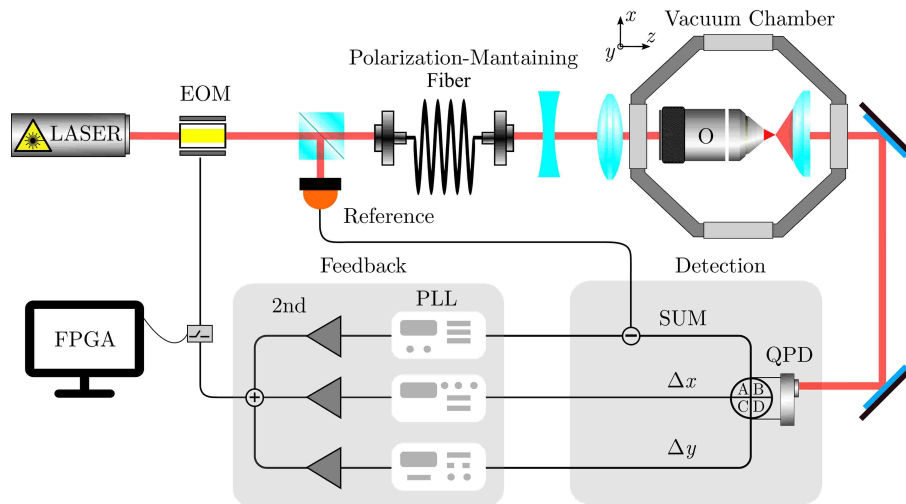 Vacuum Chamber
x
y
z
Polarization-Mantaining
Fiber
EOM
LASER
O
Reference
Feedback
Detection
2nd
PLL
SUM
FPGA
QPD
Δx
A B
C D
Δy